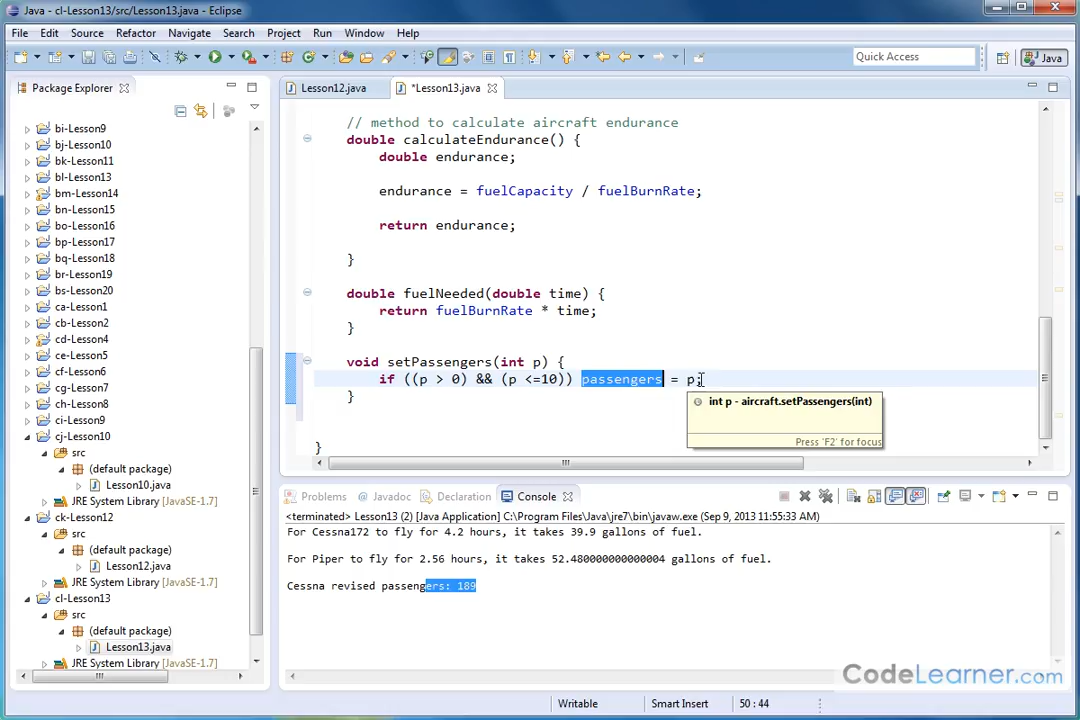 Java - cl-Lesson13/src/Lesson13.java - Eclipse
File Edit Source Refactor Navigate Search Project Run Window Help
Quick Access
Java
Package Explorer
Lesson12.java
*Lesson13.java
bi-Lesson9
bj-Lesson10
bk-Lesson11
bl-Lesson13
bm-Lesson14
bn-Lesson15
bo-Lesson16
bp-Lesson17
bq-Lesson18
br-Lesson19
bs-Lesson20
ca-Lesson1
cb-Lesson2
cd-Lesson4
ce-Lesson5
cf-Lesson6
cg-Lesson7
ch-Lesson8
ci-Lesson9
cj-Lesson10
src
(default package)
Lesson10.java
JRE System Library [JavaSE-1.7]
ck-Lesson12
src
(default package)
Lesson12.java
JRE System Library [JavaSE-1.7]
cl-Lesson13
src
(default package)
Lesson13.java
JRE System Library [JavaSE-1.7]
// method to calculate aircraft endurance
double calculateEndurance() {
double endurance;
endurance = fuelCapacity / fuelBurnRate;
return endurance;
}
double fuelNeeded(double time) {
return fuelBurnRate * time;
}
void setPassengers(int p) {
if ((p > 0) && (p <=10)) passengers = p;
}
}
int p - aircraft.setPassengers(int)
Press 'F2' for focus
Problems Javadoc Declaration Console
<terminated> Lesson13 (2) [Java Application] C:\Program Files\Java\jre7\bin\javaw.exe (Sep 9, 2013 11:55:33 AM)
For Cessna172 to fly for 4.2 hours, it takes 39.9 gallons of fuel.
For Piper to fly for 2.56 hours, it takes 52.480000000000004 gallons of fuel.
Cessna revised passengers: 189
CodeLearner.com
Writable Smart Insert 50 : 44